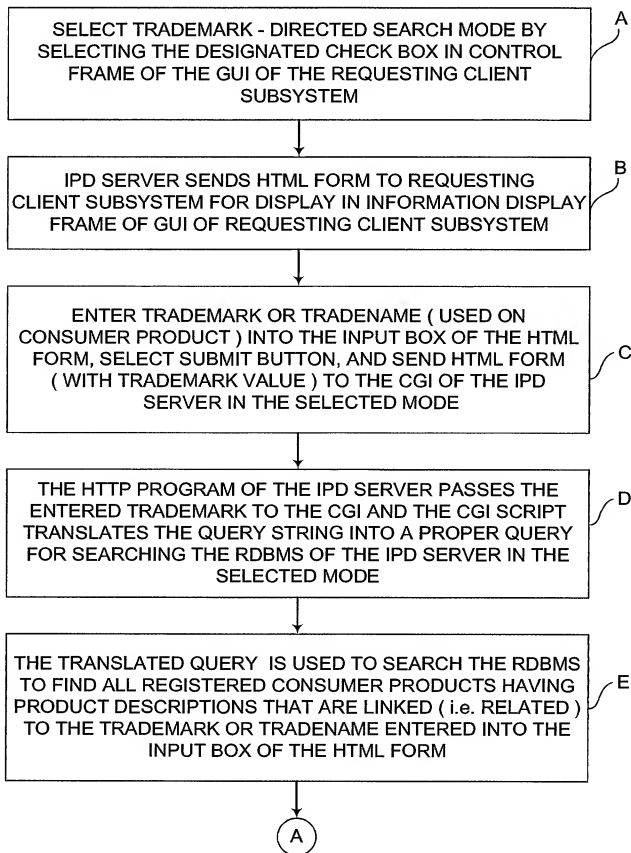 SELECT TRADEMARK - DIRECTED SEARCH MODE BY
SELECTING THE DESIGNATED CHECK BOX IN CONTROL
FRAME OF THE GUI OF THE REQUESTING CLIENT
SUBSYSTEM
A
IPD SERVER SENDS HTML FORM TO REQUESTING
CLIENT SUBSYSTEM FOR DISPLAY IN INFORMATION DISPLAY
FRAME OF GUI OF REQUESTING CLIENT SUBSYSTEM
B
ENTER TRADEMARK OR TRADENAME ( USED ON
CONSUMER PRODUCT ) INTO THE INPUT BOX OF THE HTML
FORM, SELECT SUBMIT BUTTON, AND SEND HTML FORM
( WITH TRADEMARK VALUE ) TO THE CGI OF THE IPD
SERVER IN THE SELECTED MODE
C
THE HTTP PROGRAM OF THE IPD SERVER PASSES THE
ENTERED TRADEMARK TO THE CGI AND THE CGI SCRIPT
TRANSLATES THE QUERY STRING INTO A PROPER QUERY
FOR SEARCHING THE RDBMS OF THE IPD SERVER IN THE
SELECTED MODE
D
THE TRANSLATED QUERY IS USED TO SEARCH THE RDBMS
TO FIND ALL REGISTERED CONSUMER PRODUCTS HAVING
PRODUCT DESCRIPTIONS THAT ARE LINKED ( i.e. RELATED )
TO THE TRADEMARK OR TRADENAME ENTERED INTO THE
INPUT BOX OF THE HTML FORM
E
A